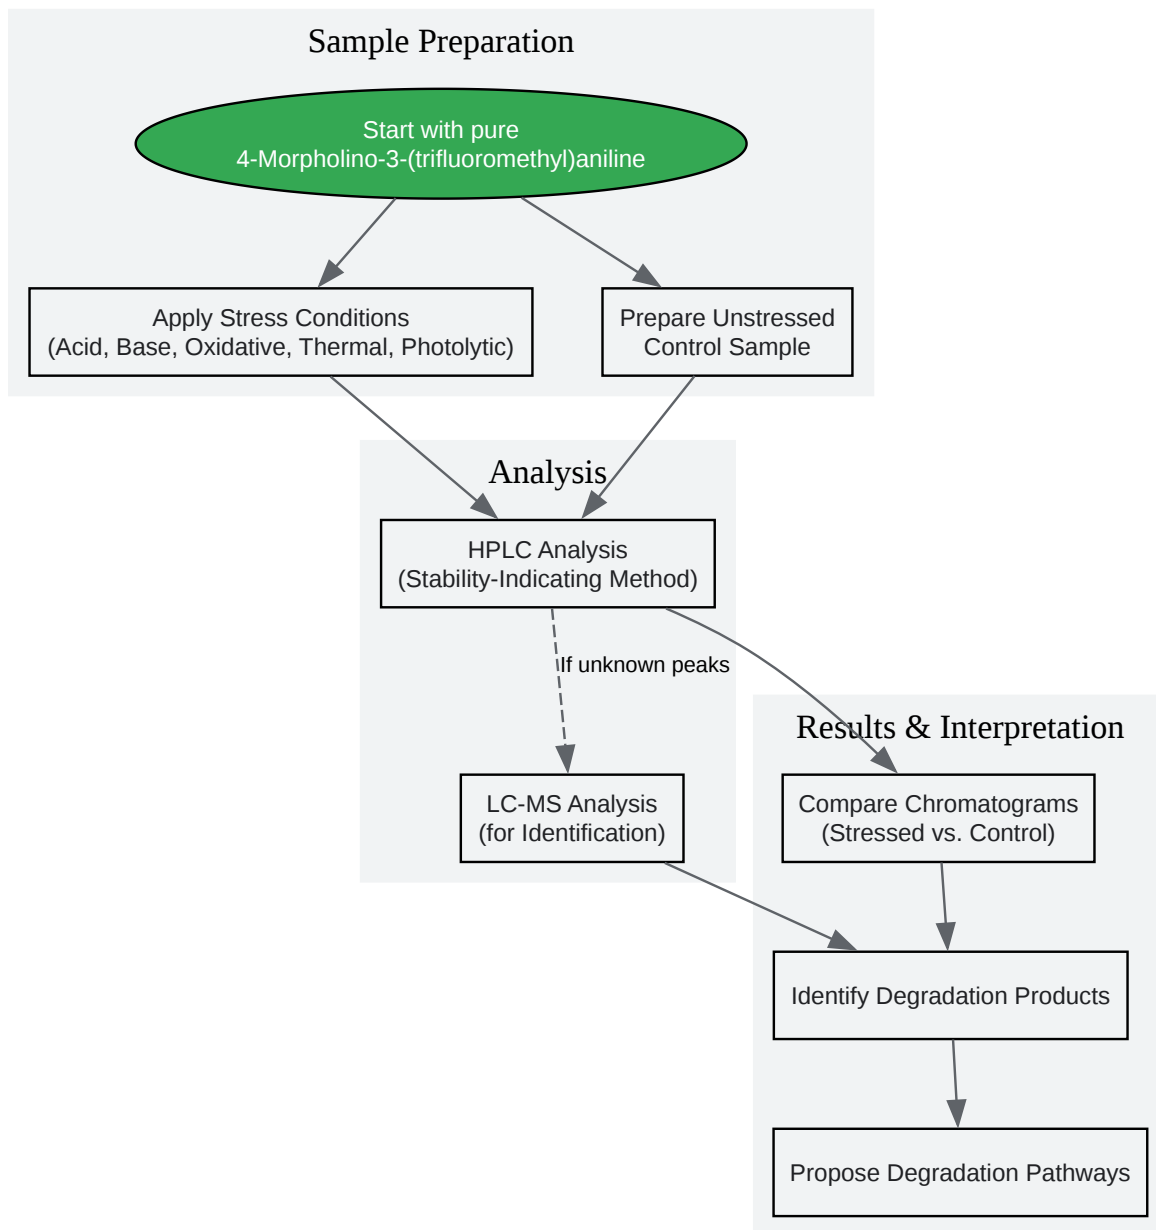 Sample Preparation
Start with pure
4-Morpholino-3-(trifluoromethyl)aniline
Apply Stress Conditions
(Acid, Base, Oxidative, Thermal, Photolytic)
Prepare Unstressed
Control Sample
Analysis
HPLC Analysis
(Stability-Indicating Method)
If unknown peaks
LC-MS Analysis
(for Identification)
Results & Interpretation
Compare Chromatograms
(Stressed vs. Control)
Identify Degradation Products
Propose Degradation Pathways